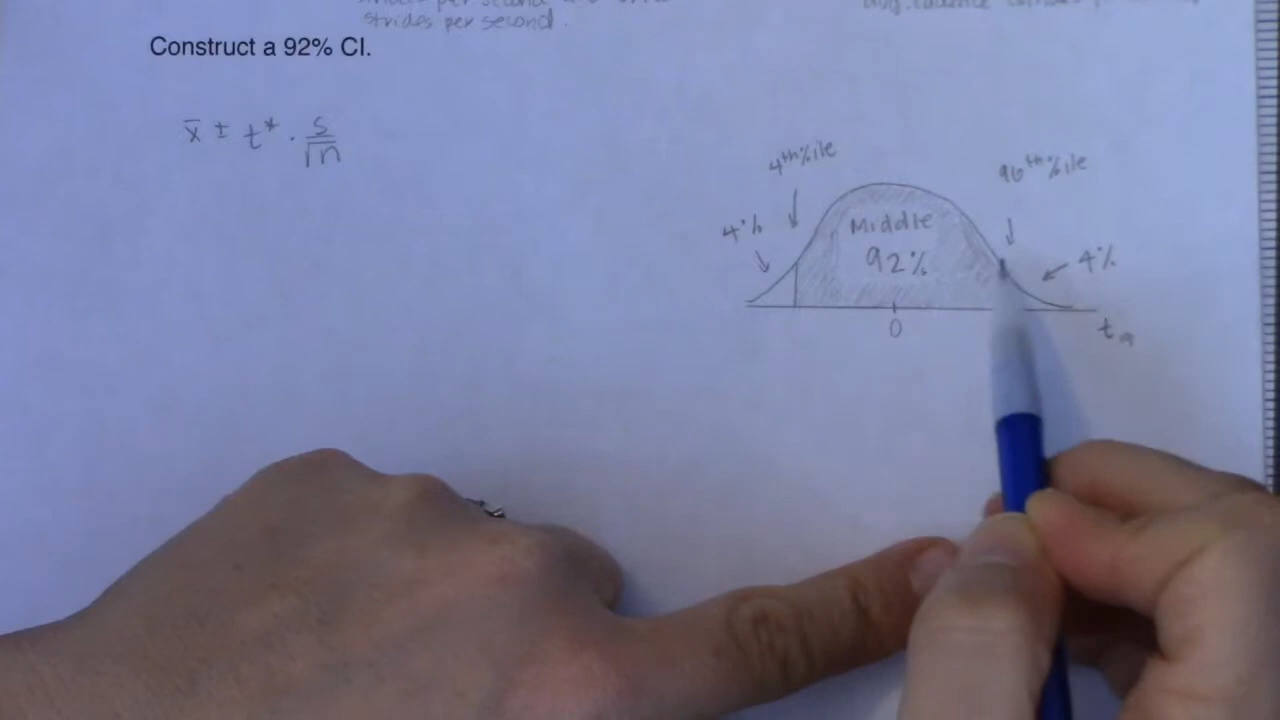 strides per second.
Construct a 92% CI.
x̄ ± t* · s/√n
4th%ile
96th%ile
4%
Middle
92%
4%
0
t